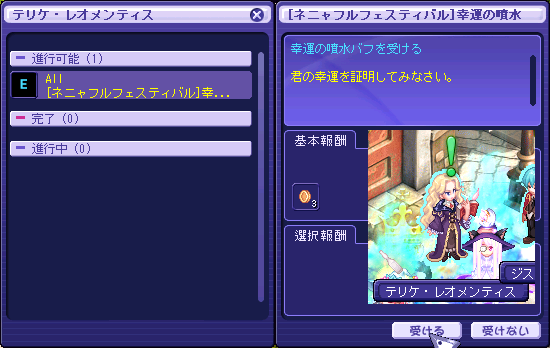 テリケ・レオメンティス
進行可能 (1)
E
All
[ネニャフルフェスティバル]幸...
完了 (0)
進行中 (0)
[ネニャフルフェスティバル]幸運の噴水
幸運の噴水バフを受ける
君の幸運を証明してみなさい。
基本報酬
3
選択報酬
ジス
テリケ・レオメンティス
受ける
受けない